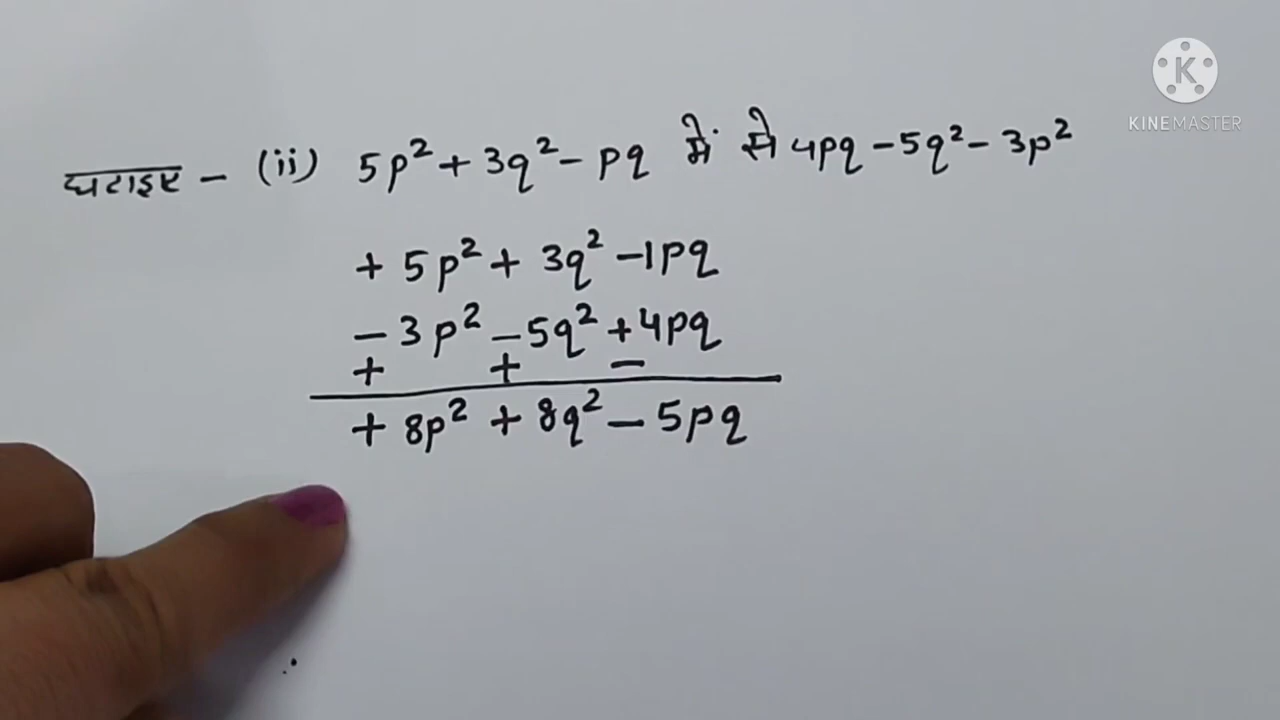 KINEMASTER
घटाइए - (ii) 5p² + 3q² - pq में से 4pq - 5q² - 3p²
+ 5p² + 3q² - 1pq
- 3p² - 5q² + 4pq
+ + -
+ 8p² + 8q² - 5pq